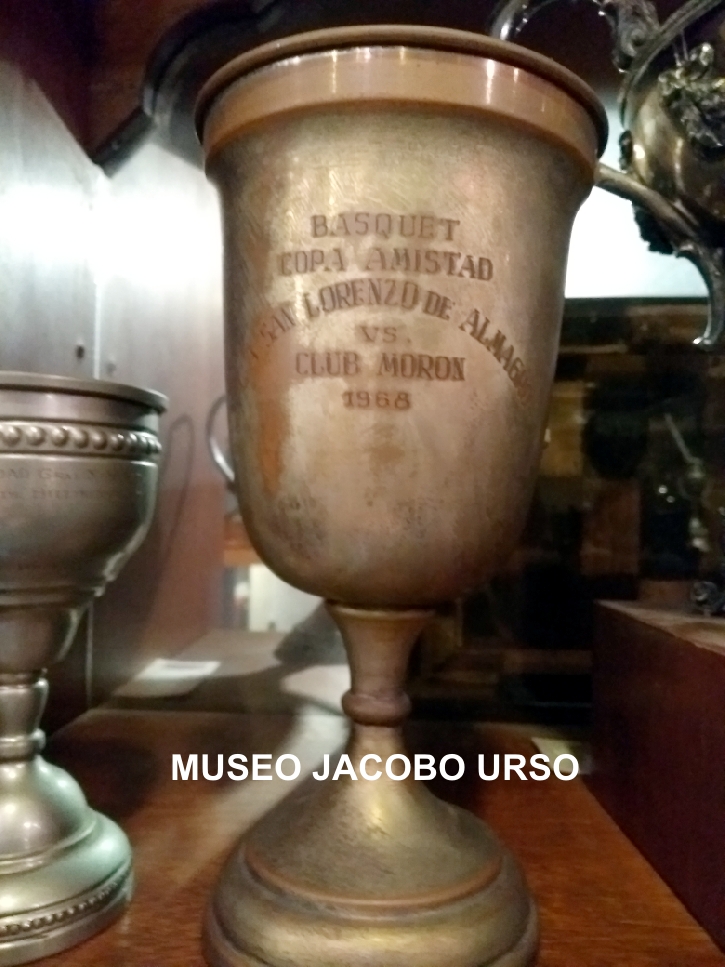 BASQUET
COPA AMISTAD
SAN LORENZO DE ALMAGRO
VS.
CLUB MORON
1968
MUSEO JACOBO URSO